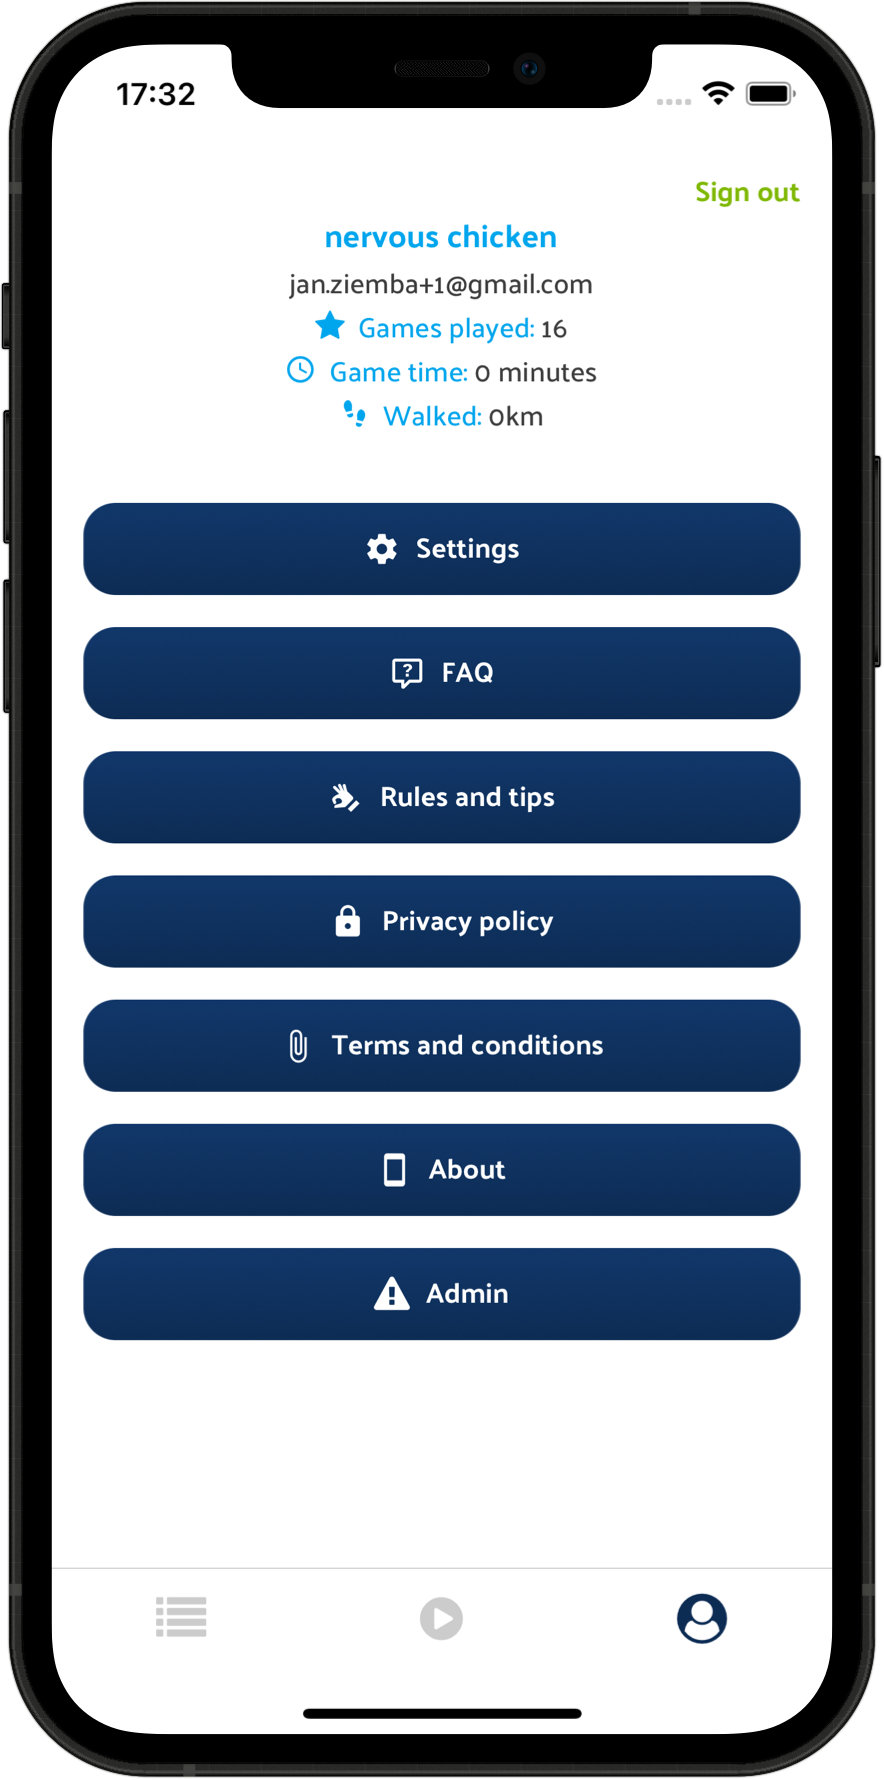 17:32
Sign out
nervous chicken
jan.ziemba+1@gmail.com
Games played: 16
Game time: 0 minutes
Walked: 0km
Settings
FAQ
Rules and tips
Privacy policy
Terms and conditions
About
Admin